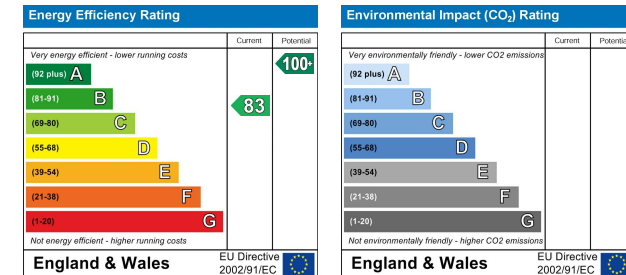 Energy Efficiency Rating
Current Potential
Very energy efficient - lower running costs
(92 plus) A
(81-91) B
(69-80) C
(55-68) D
(39-54) E
(21-38) F
(1-20) G
100+
83
Not energy efficient - higher running costs
England & Wales
EU Directive
2002/91/EC
Environmental Impact (CO₂) Rating
Current Potential
Very environmentally friendly - lower CO2 emissions
(92 plus) A
(81-91) B
(69-80) C
(55-68) D
(39-54) E
(21-38) F
(1-20) G
Not environmentally friendly - higher CO2 emissions
England & Wales
EU Directive
2002/91/EC